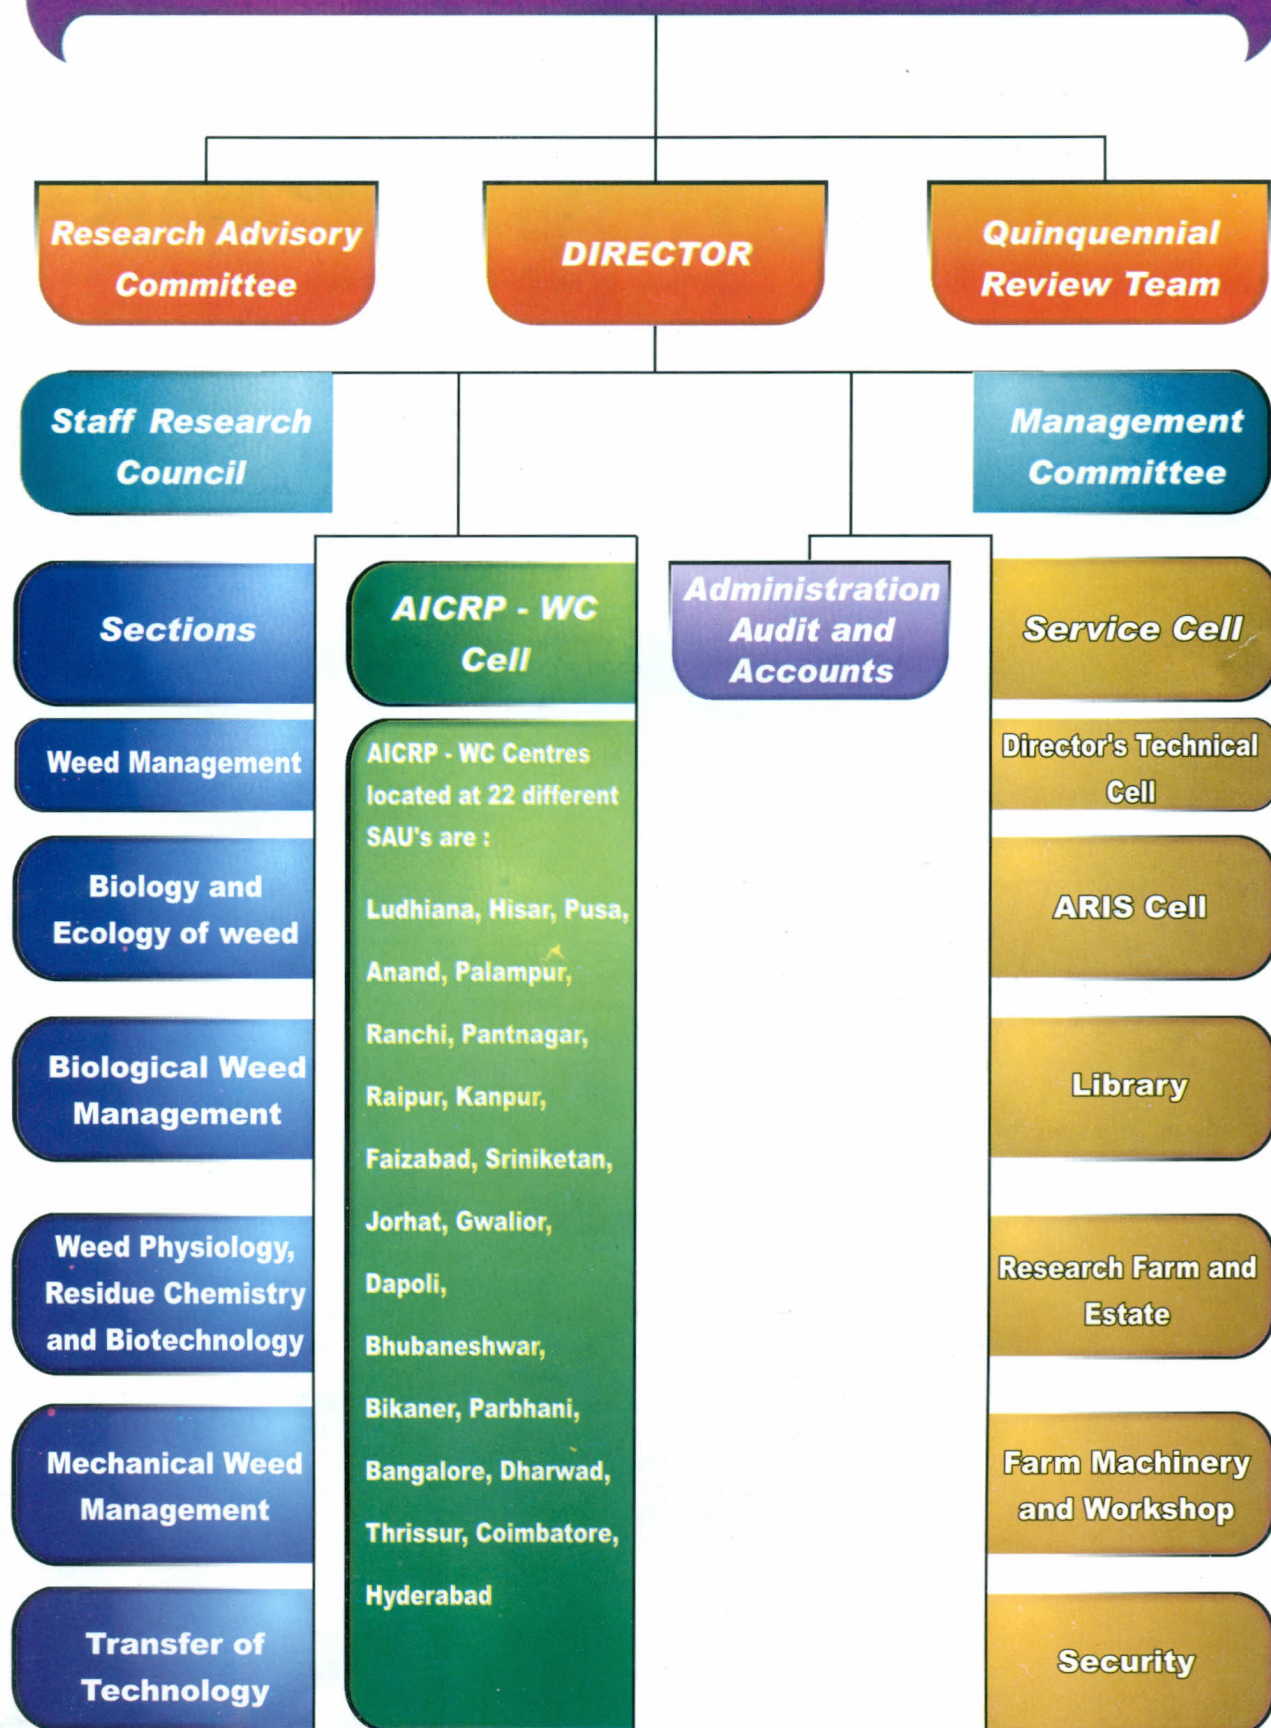 Research Advisory
Committee
DIRECTOR
Quinquennial
Review Team
Staff Research
Council
Management
Committee
Sections
AICRP - WC
Cell
Administration
Audit and
Accounts
Service Cell
Weed Management
Biology and
Ecology of weed
Biological Weed
Management
Weed Physiology,
Residue Chemistry
and Biotechnology
Mechanical Weed
Management
Transfer of
Technology
AICRP - WC Centres
located at 22 different
SAU's are :
Ludhiana, Hisar, Pusa,
Anand, Palampur,
Ranchi, Pantnagar,
Raipur, Kanpur,
Faizabad, Sriniketan,
Jorhat, Gwalior,
Dapoli,
Bhubaneshwar,
Bikaner, Parbhani,
Bangalore, Dharwad,
Thrissur, Coimbatore,
Hyderabad
Director's Technical
Cell
ARIS Cell
Library
Research Farm and
Estate
Farm Machinery
and Workshop
Security